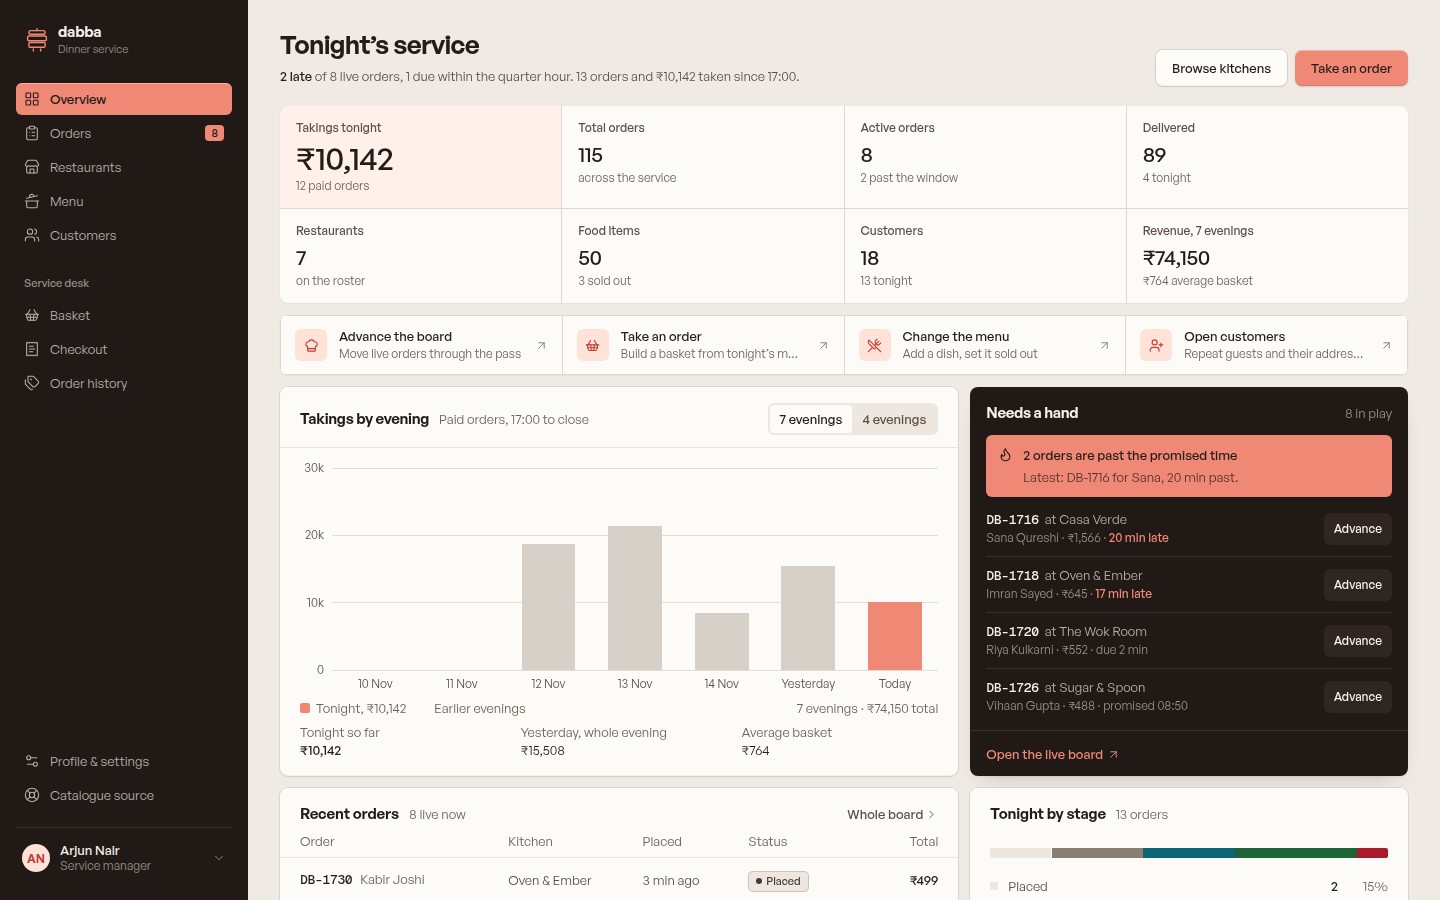 dabba
Dinner service
Overview
Orders 8
Restaurants
Menu
Customers
Service desk
Basket
Checkout
Order history
Profile & settings
Catalogue source
AN Arjun Nair
Service manager
Tonight's service
2 late of 8 live orders, 1 due within the quarter hour. 13 orders and ₹10,142 taken since 17:00.
Browse kitchens
Take an order
Takings tonight
₹10,142
12 paid orders
Total orders
115
across the service
Active orders
8
2 past the window
Delivered
89
4 tonight
Restaurants
7
on the roster
Food items
50
3 sold out
Customers
18
13 tonight
Revenue, 7 evenings
₹74,150
₹764 average basket
Advance the board
Move live orders through the pass
Take an order
Build a basket from tonight's m...
Change the menu
Add a dish, set it sold out
Open customers
Repeat guests and their addres...
Takings by evening Paid orders, 17:00 to close
7 evenings 4 evenings
30k
20k
10k
0
10 Nov 11 Nov 12 Nov 13 Nov 14 Nov Yesterday Today
Tonight, ₹10,142 Earlier evenings 7 evenings · ₹74,150 total
Tonight so far Yesterday, whole evening Average basket
₹10,142 ₹15,508 ₹764
Needs a hand 8 in play
2 orders are past the promised time
Latest: DB-1716 for Sana, 20 min past.
DB-1716 at Casa Verde
Sana Qureshi · ₹1,566 · 20 min late
Advance
DB-1718 at Oven & Ember
Imran Sayed · ₹645 · 17 min late
Advance
DB-1720 at The Wok Room
Riya Kulkarni · ₹552 · due 2 min
Advance
DB-1726 at Sugar & Spoon
Vihaan Gupta · ₹488 · promised 08:50
Advance
Open the live board
Recent orders 8 live now Whole board
Order Kitchen Placed Status Total
DB-1730 Kabir Joshi Oven & Ember 3 min ago Placed ₹499
Tonight by stage 13 orders
Placed 2 15%